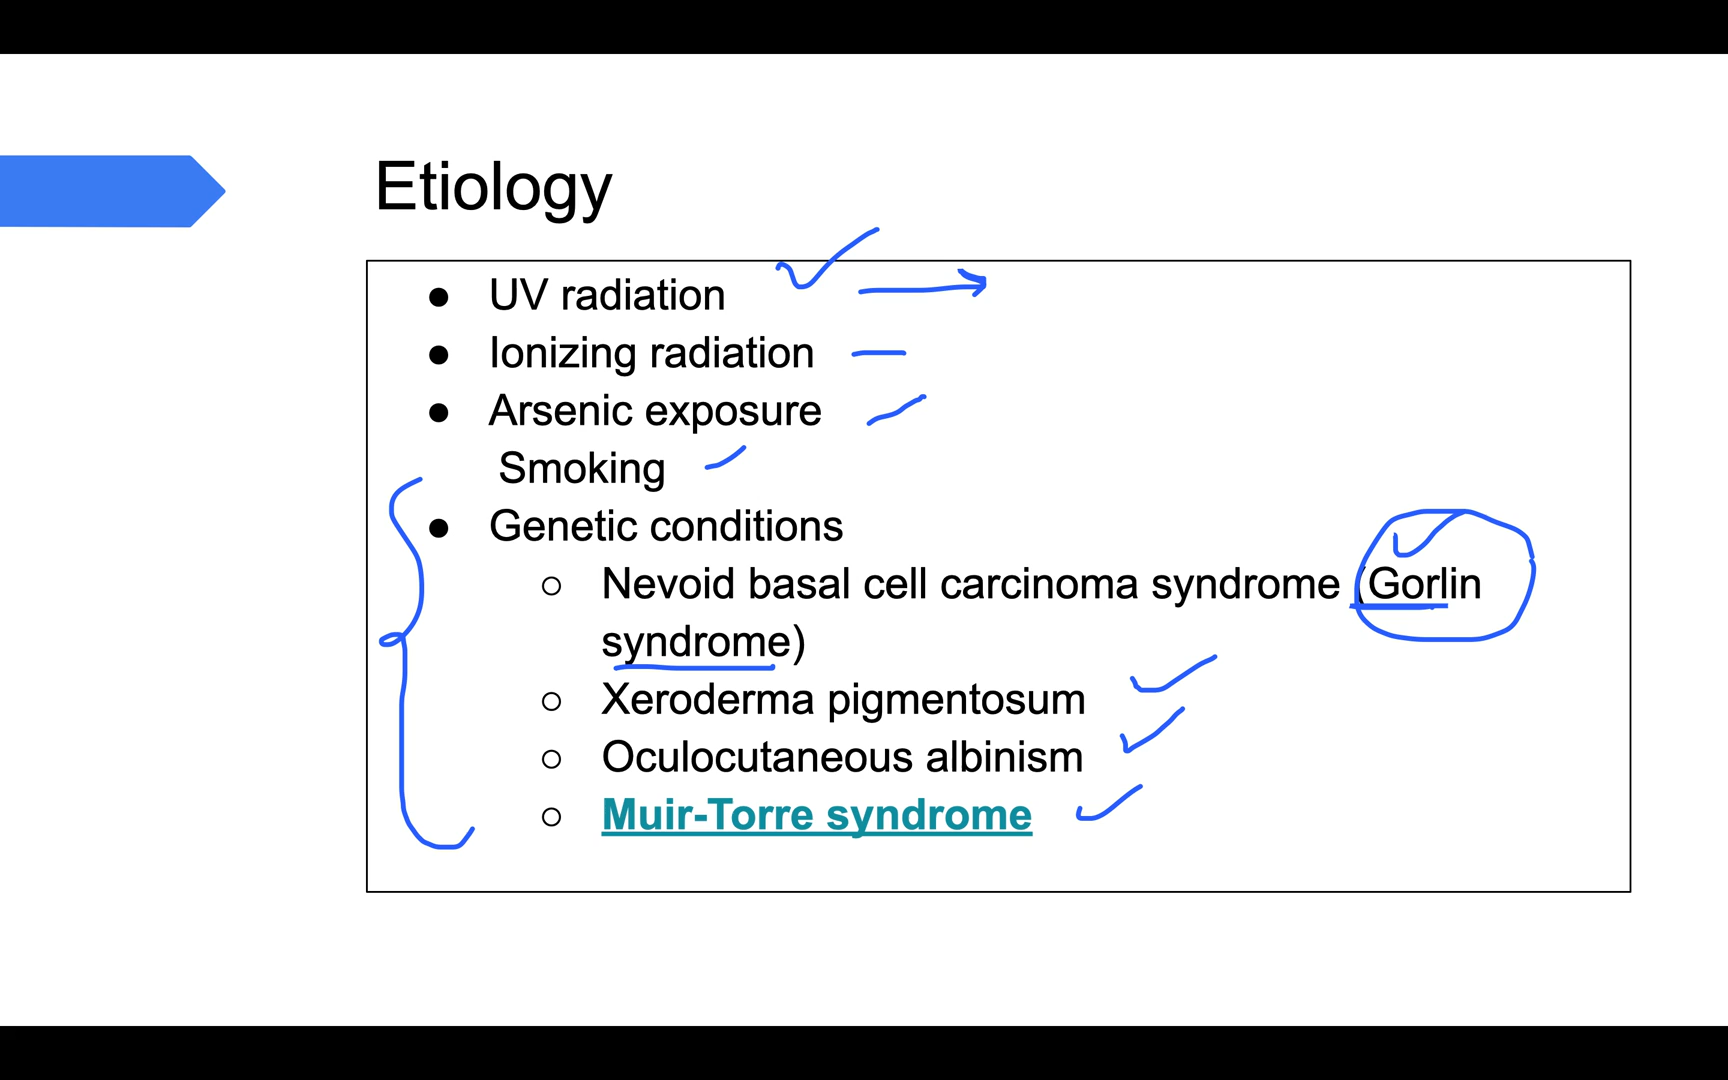 Etiology
● UV radiation
● Ionizing radiation
● Arsenic exposure
Smoking
● Genetic conditions
○ Nevoid basal cell carcinoma syndrome (Gorlin
syndrome)
○ Xeroderma pigmentosum
○ Oculocutaneous albinism
○ Muir-Torre syndrome